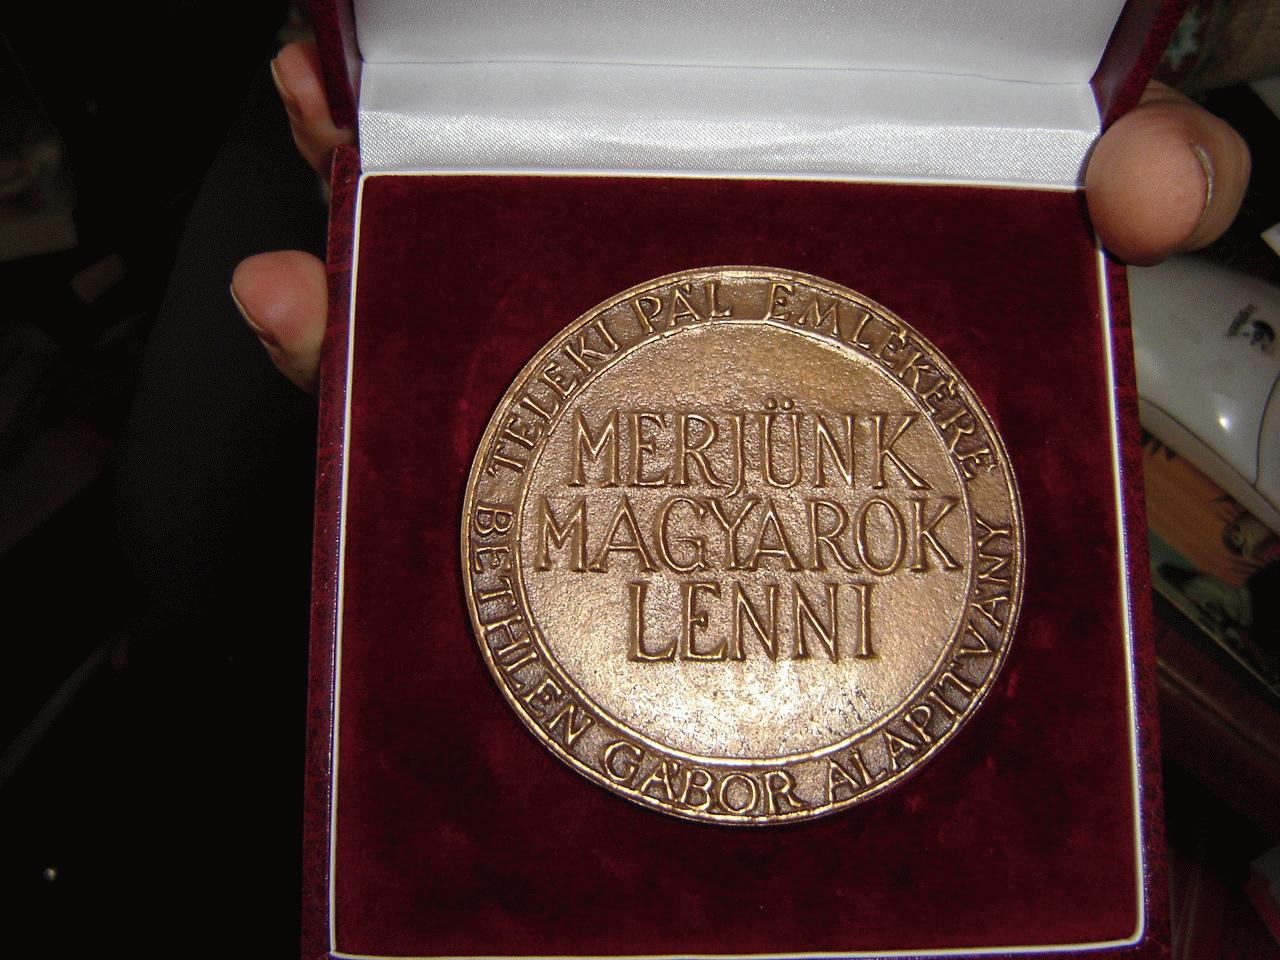 TELEKI PÁL EMLÉKÉRE
MERJÜNK
MAGYAROK
LENNI
BETHLEN GÁBOR ALAPITVÁNY